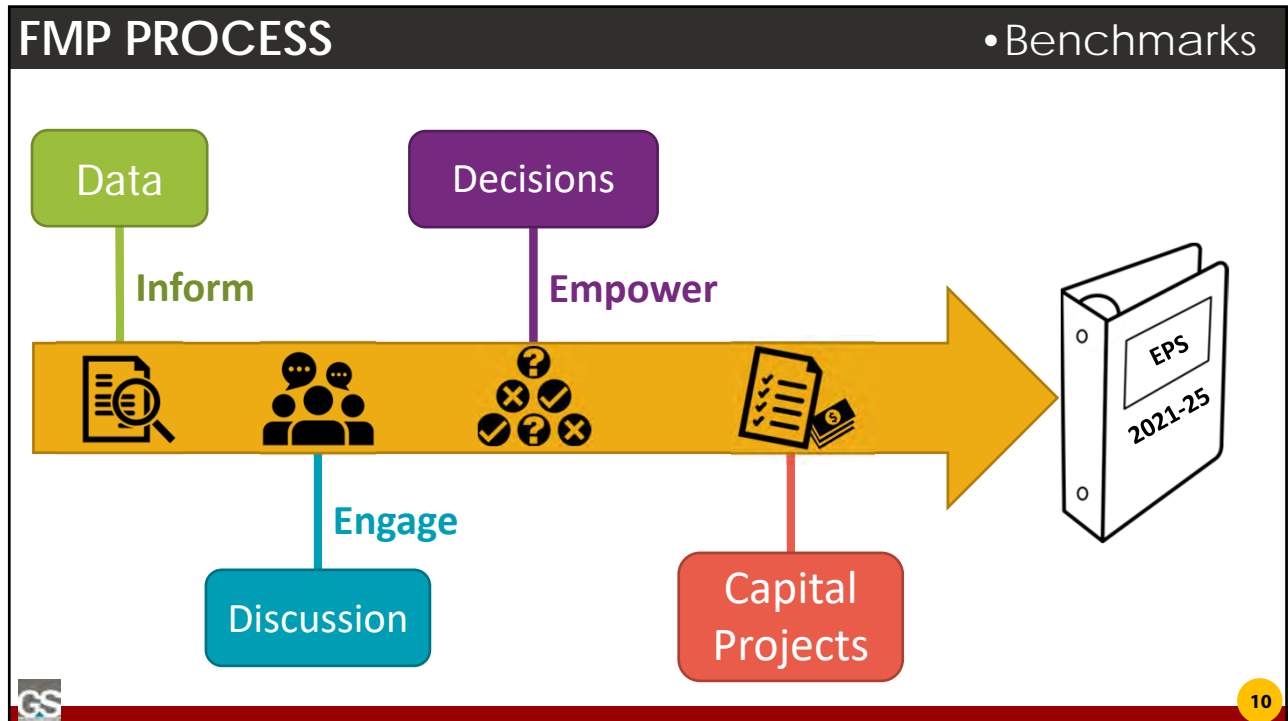 FMP PROCESS
•Benchmarks
Data
Decisions
Inform
Empower
EPS
2021-25
Engage
Discussion
Capital
Projects
GS
10